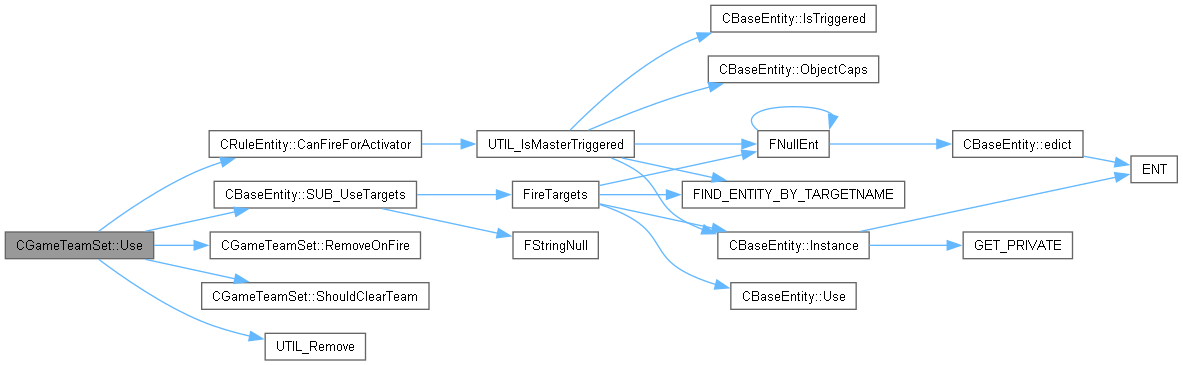 CBaseEntity::IsTriggered
CBaseEntity::ObjectCaps
CRuleEntity::CanFireForActivator
UTIL_IsMasterTriggered
FNullEnt
CBaseEntity::edict
ENT
CBaseEntity::SUB_UseTargets
FireTargets
FIND_ENTITY_BY_TARGETNAME
CGameTeamSet::Use
CGameTeamSet::RemoveOnFire
FStringNull
CBaseEntity::Instance
GET_PRIVATE
CGameTeamSet::ShouldClearTeam
CBaseEntity::Use
UTIL_Remove